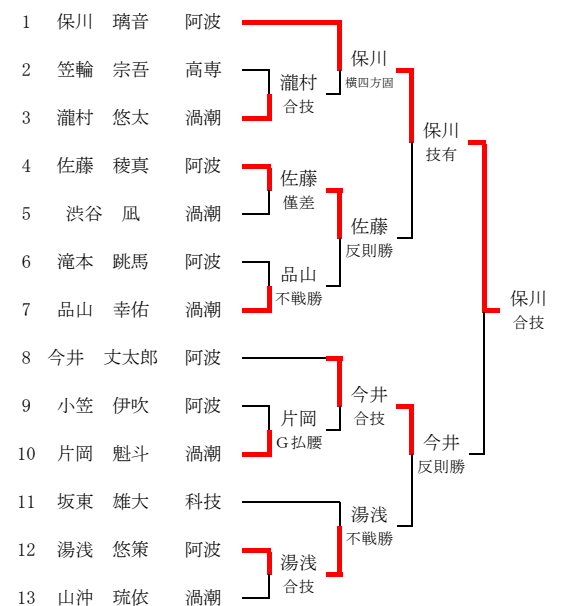 1 保川 璃音 阿波
2 笠輪 宗吾 高専
3 瀧村 悠太 渦潮
4 佐藤 稜真 阿波
5 渋谷 凪 渦潮
6 滝本 跳馬 阿波
7 品山 幸佑 渦潮
8 今井 丈太郎 阿波
9 小笠 伊吹 阿波
10 片岡 魁斗 渦潮
11 坂東 雄大 科技
12 湯浅 悠策 阿波
13 山沖 琉依 渦潮
瀧村
合技
佐藤
僅差
品山
不戦勝
片岡
G払腰
湯浅
合技
保川
横四方固
佐藤
反則勝
今井
合技
湯浅
不戦勝
保川
技有
今井
反則勝
保川
合技